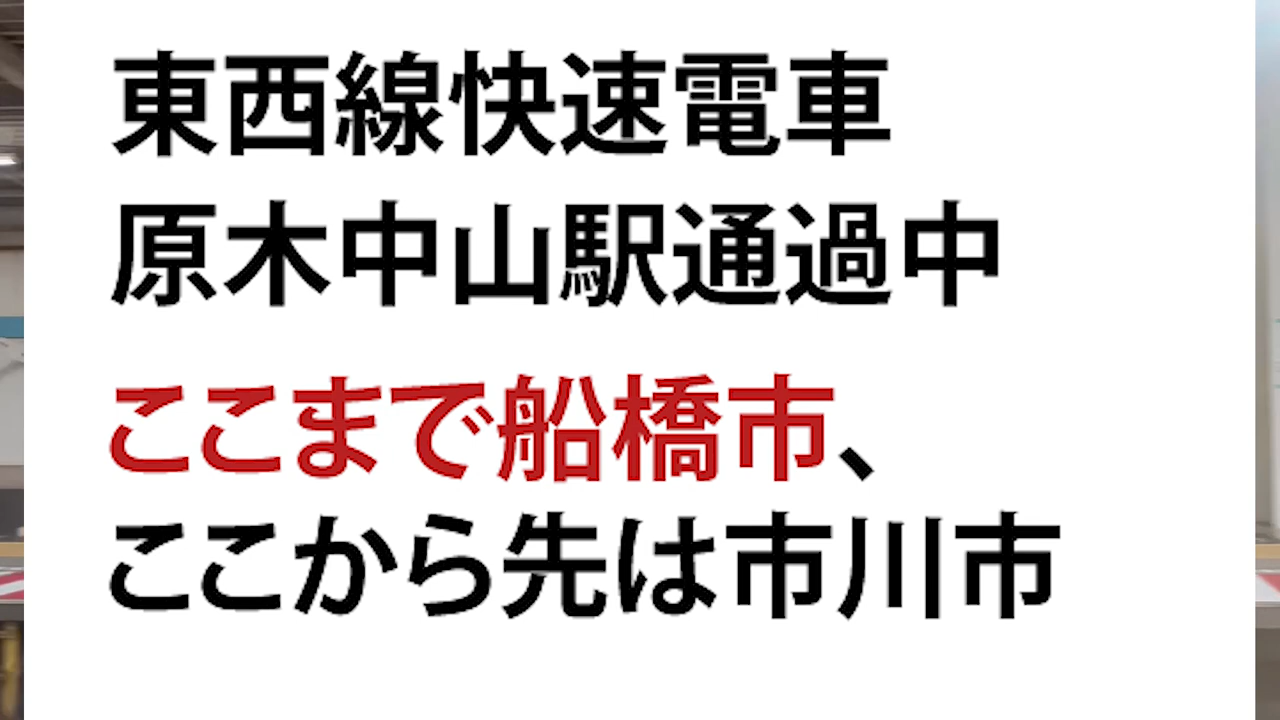 東西線快速電車
原木中山駅通過中
ここまで船橋市、
ここから先は市川市